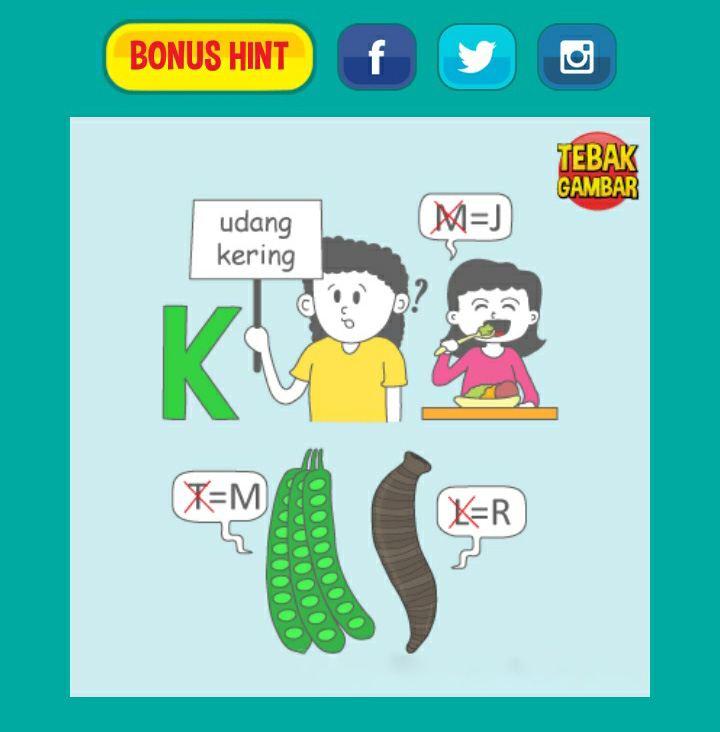 BONUS HINT
f
TEBAK
GAMBAR
udang
kering
M=J
?
K
T=M
L=R